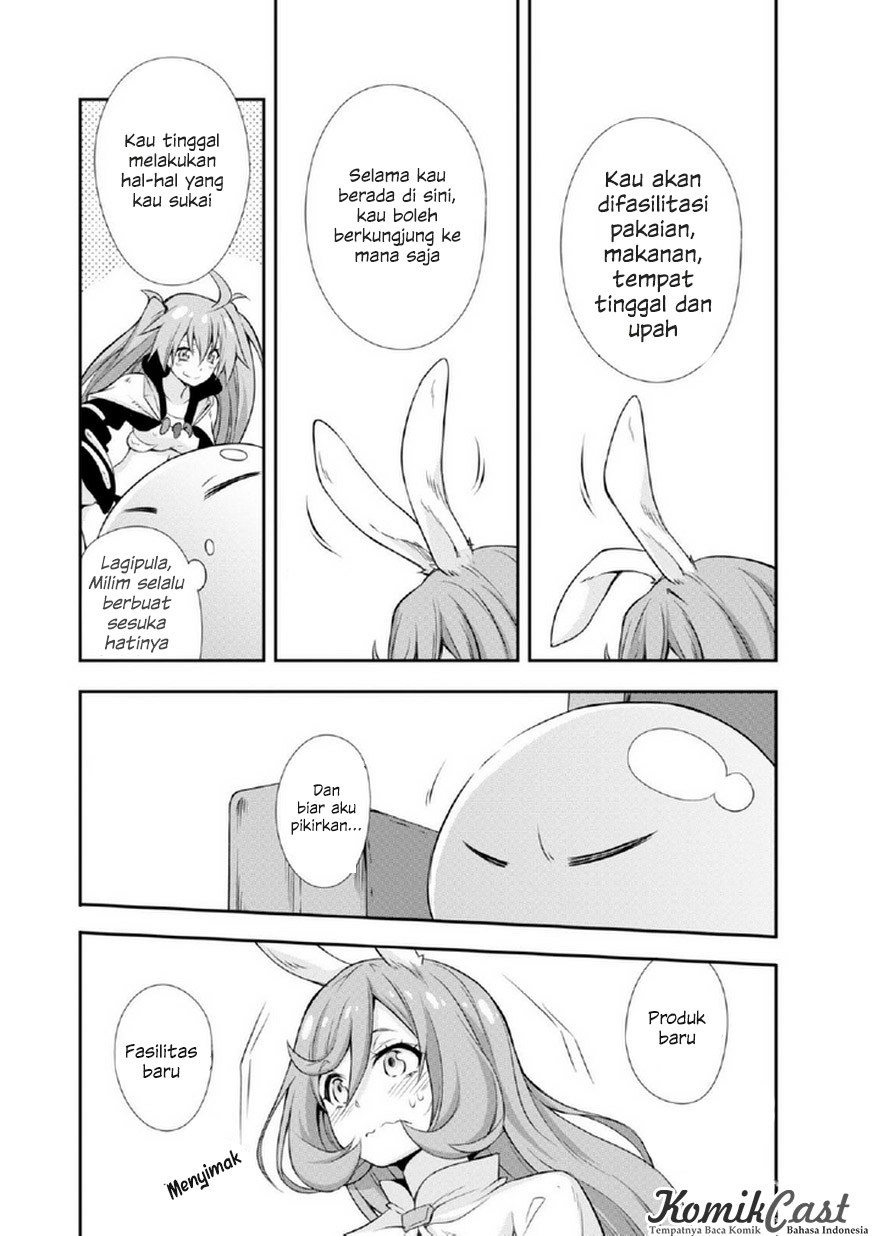 Kau akan
difasilitasi
pakaian,
makanan,
tempat
tinggal dan
upah
Selama kau
berada di sini,
kau boleh
berkungjung ke
mana saja
Kau tinggal
melakukan
hal-hal yang
kau sukai
Lagipula,
Milim selalu
berbuat
sesuka
hatinya
Dan
biar aku
pikirkan...
Produk
baru
Fasilitas
baru
Menyimak
KomikCast
Tempatnya Baca Komik Bahasa Indonesia